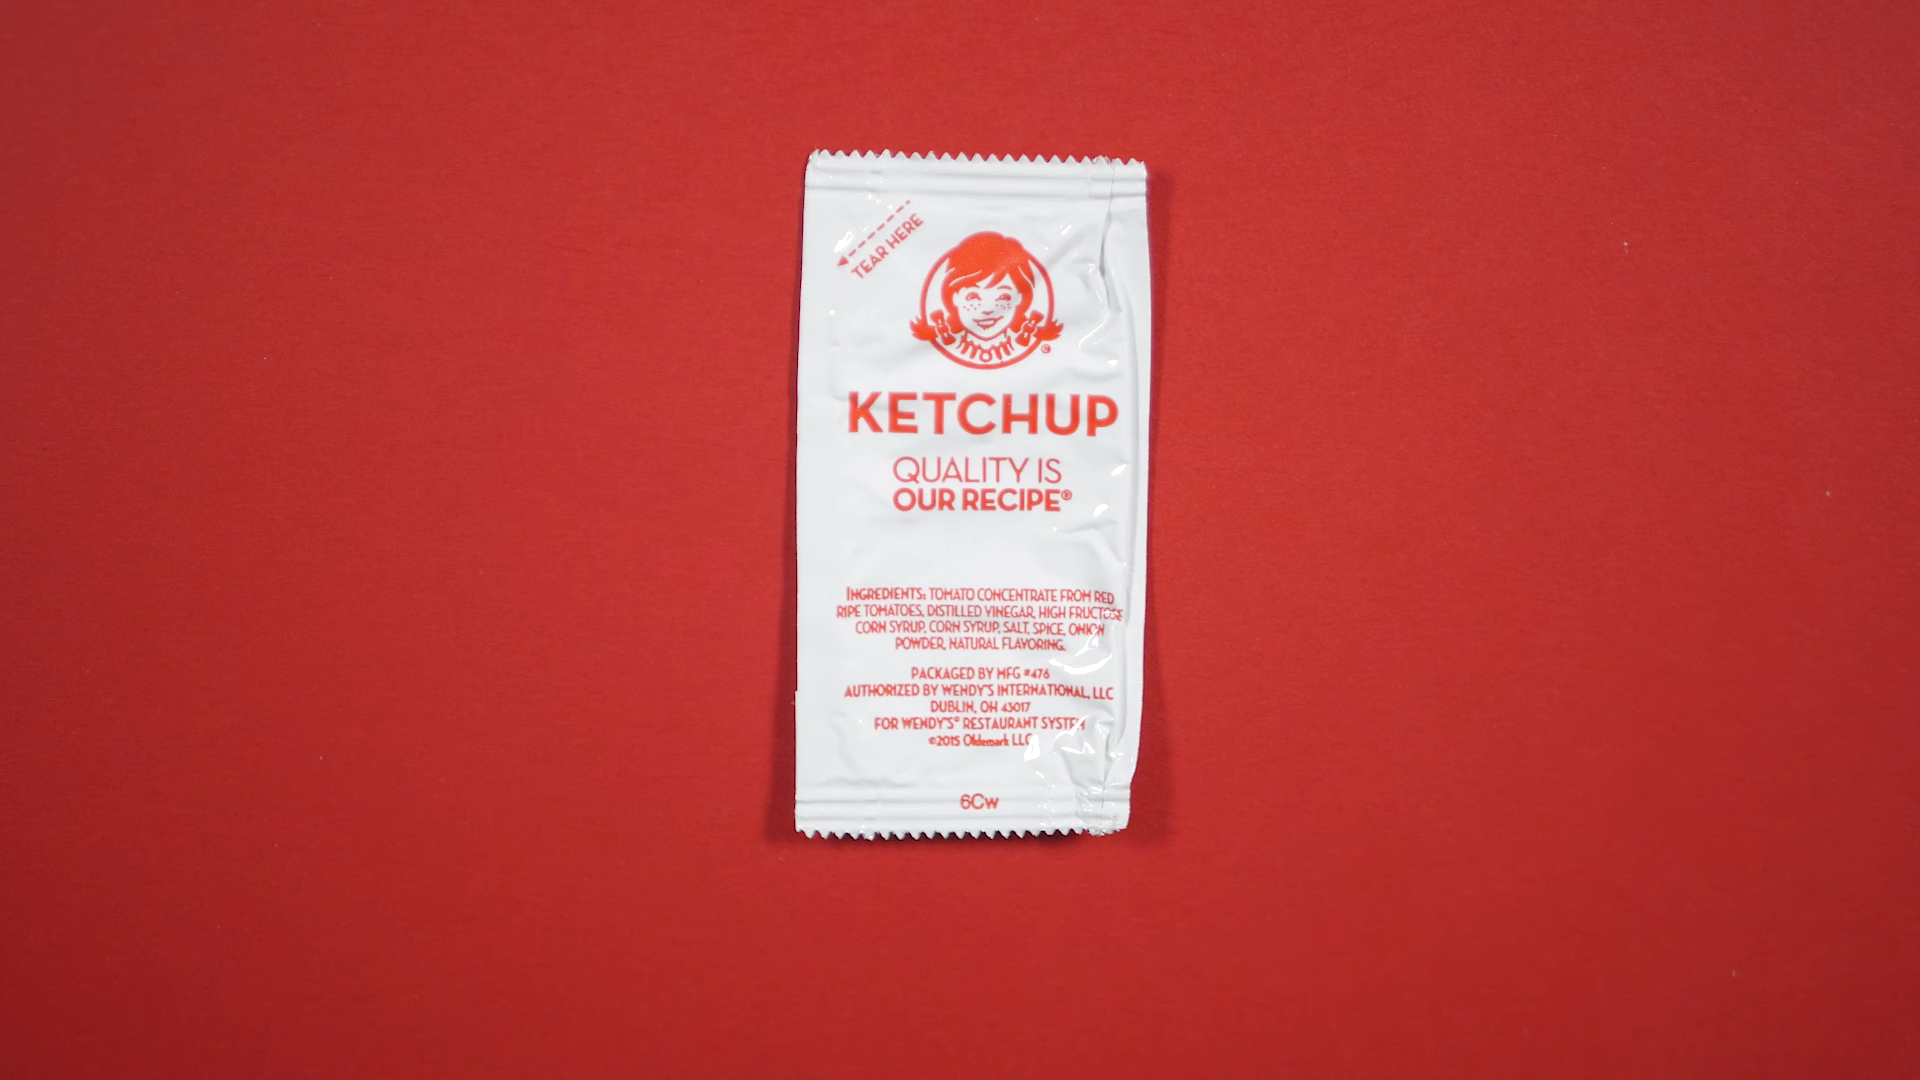 TEAR HERE
©
KETCHUP
QUALITY IS
OUR RECIPE®
INGREDIENTS: TOMATO CONCENTRATE FROM RED
RIPE TOMATOES, DISTILLED VINEGAR, HIGH FRUCTOSE
CORN SYRUP, CORN SYRUP, SALT, SPICE, ONION
POWDER, NATURAL FLAVORING.
PACKAGED BY MFG #476
AUTHORIZED BY WENDY'S INTERNATIONAL, LLC
DUBLIN, OH 43017
FOR WENDY'S® RESTAURANT SYSTEM
©2015 Oldemark LLC
6Cw